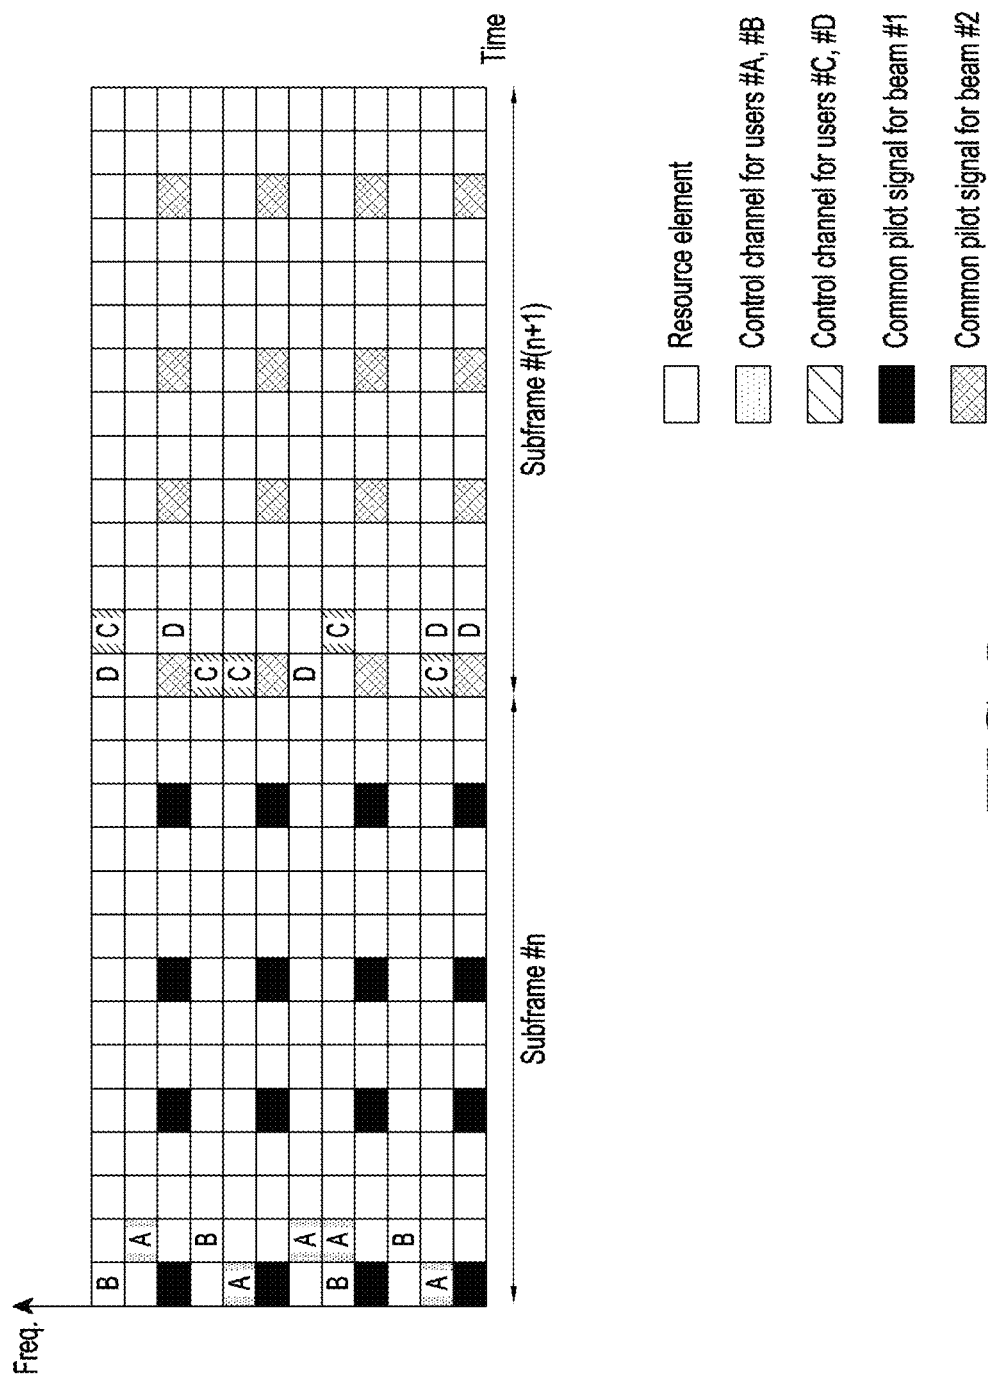 Freq.
B D C
A
D
B C
A C
A D
B A C
B
A C D
D
Time
Subframe #n Subframe #(n+1)
Resource element
Control channel for users #A, #B
Control channel for users #C, #D
Common pilot signal for beam #1
Common pilot signal for beam #2